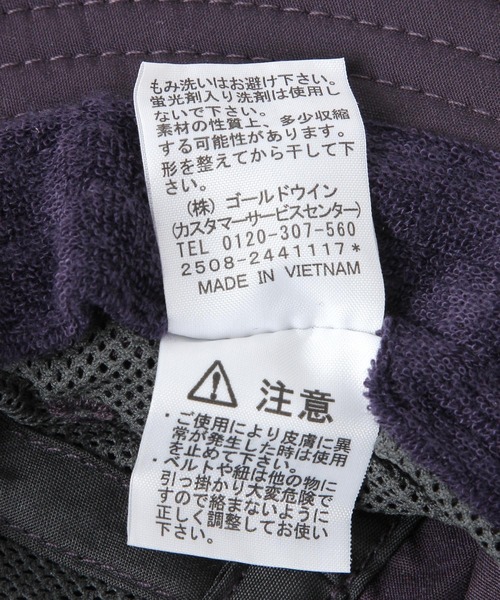 もみ洗いはお避け下さい。
蛍光剤入り洗剤は使用し
ないで下さい。
素材の性質上、多少収縮
する可能性があります。
形を整えてから干して下
さい。
(株) ゴールドウイン
(カスタマーサービスセンター)
TEL 0120-307-560
2508-2441117*
MADE IN VIETNAM
注意
・ご使用により皮膚に異
常が発生した時は使用
を止めて下さい。
・ベルトや紐は他の物に
引っ掛かり大変危険で
すので絡まないように
正しく調整してお使い
下さい。